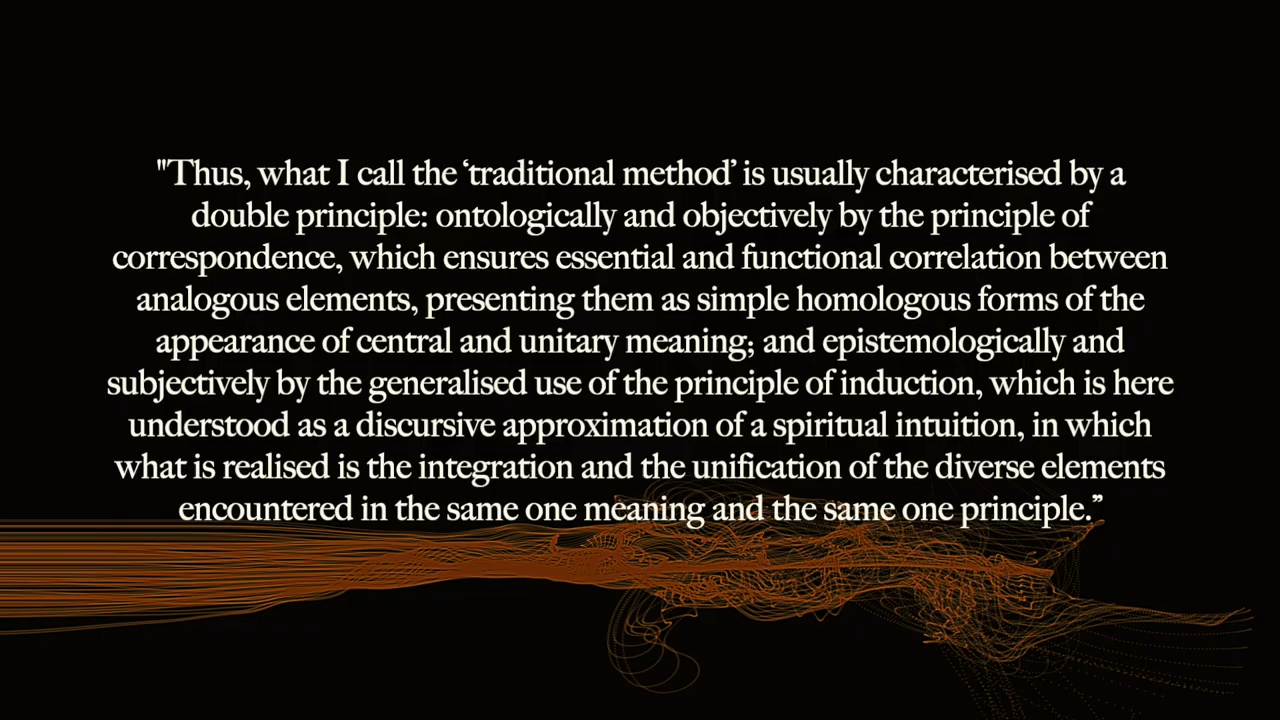 "Thus, what I call the ‘traditional method’ is usually characterised by a
double principle: ontologically and objectively by the principle of
correspondence, which ensures essential and functional correlation between
analogous elements, presenting them as simple homologous forms of the
appearance of central and unitary meaning; and epistemologically and
subjectively by the generalised use of the principle of induction, which is here
understood as a discursive approximation of a spiritual intuition, in which
what is realised is the integration and the unification of the diverse elements
encountered in the same one meaning and the same one principle.”